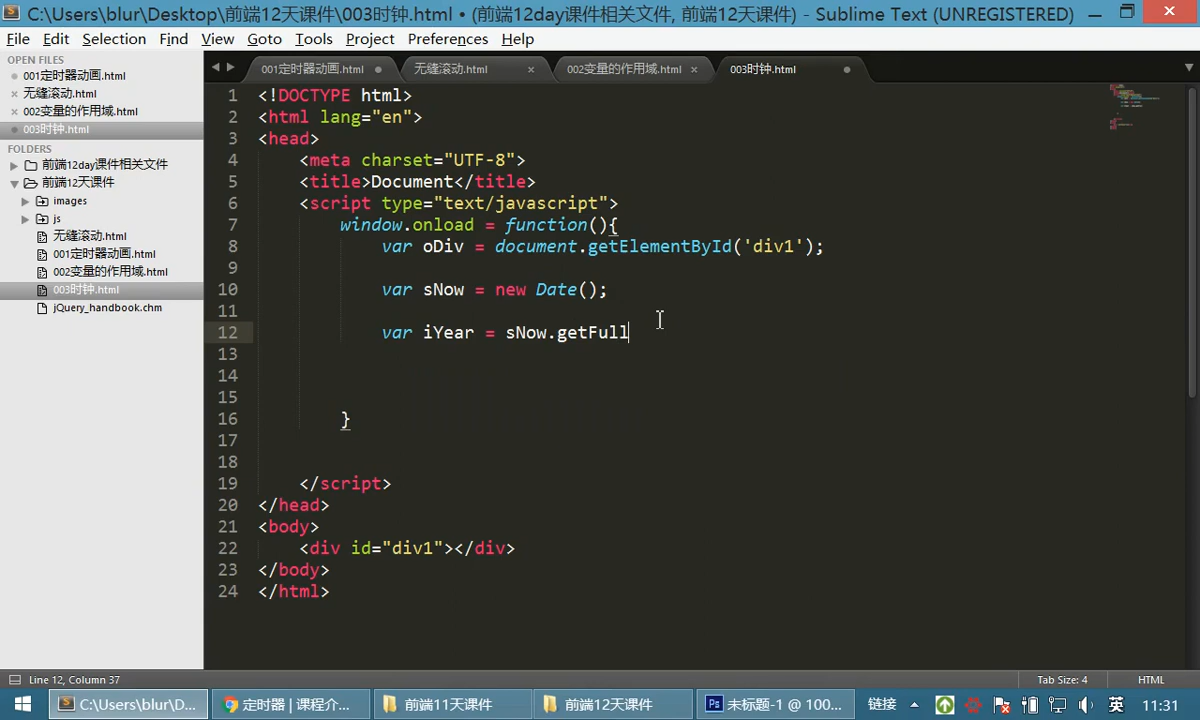 C:\Users\blur\Desktop\前端12天课件\003时钟.html • (前端12day课件相关文件, 前端12天课件) - Sublime Text (UNREGISTERED)
File Edit Selection Find View Goto Tools Project Preferences Help
OPEN FILES
001定时器动画.html
无缝滚动.html
002变量的作用域.html
003时钟.html
FOLDERS
前端12day课件相关文件
前端12天课件
images
js
无缝滚动.html
001定时器动画.html
002变量的作用域.html
003时钟.html
jQuery_handbook.chm
001定时器动画.html 无缝滚动.html 002变量的作用域.html 003时钟.html
1 <!DOCTYPE html>
2 <html lang="en">
3 <head>
4 <meta charset="UTF-8">
5 <title>Document</title>
6 <script type="text/javascript">
7 window.onload = function(){
8 var oDiv = document.getElementById('div1');
9
10 var sNow = new Date();
11
12 var iYear = sNow.getFull
13
14
15
16 }
17
18
19 </script>
20 </head>
21 <body>
22 <div id="div1"></div>
23 </body>
24 </html>
Line 12, Column 37 Tab Size: 4 HTML
C:\Users\blur\D... 定时器 | 课程介... 前端11天课件 前端12天课件 Ps 未标题-1 @ 100... 链接 英 11:31